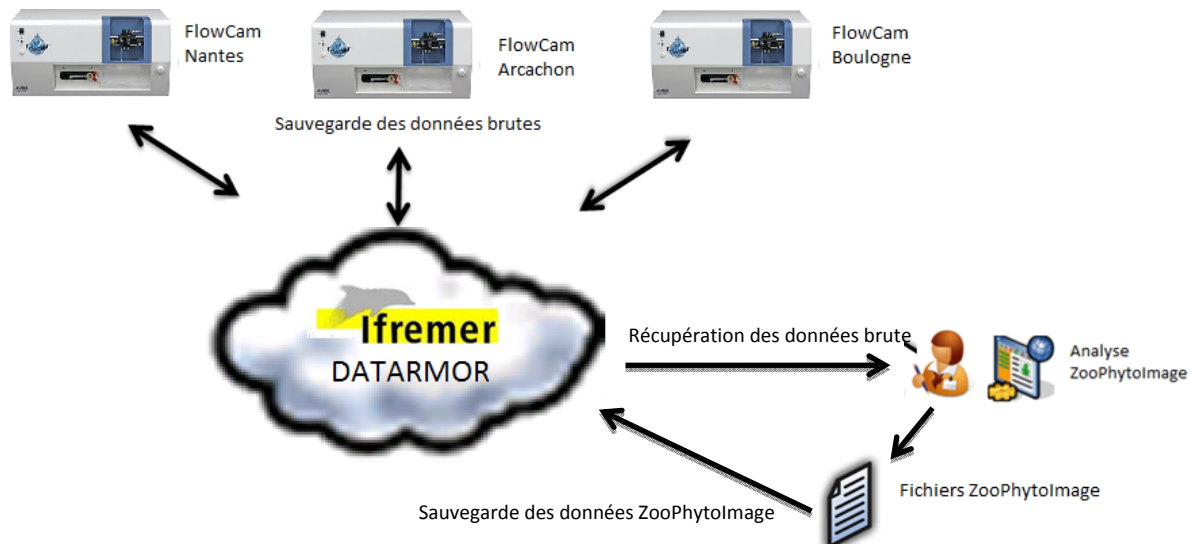 FlowCam
Nantes
FlowCam
Arcachon
FlowCam
Boulogne
Sauvegarde des données brutes
Ifremer
DATARMOR
Récupération des données brute
Analyse
ZooPhytoImage
Fichiers ZooPhytoImage
Sauvegarde des données ZooPhytoImage